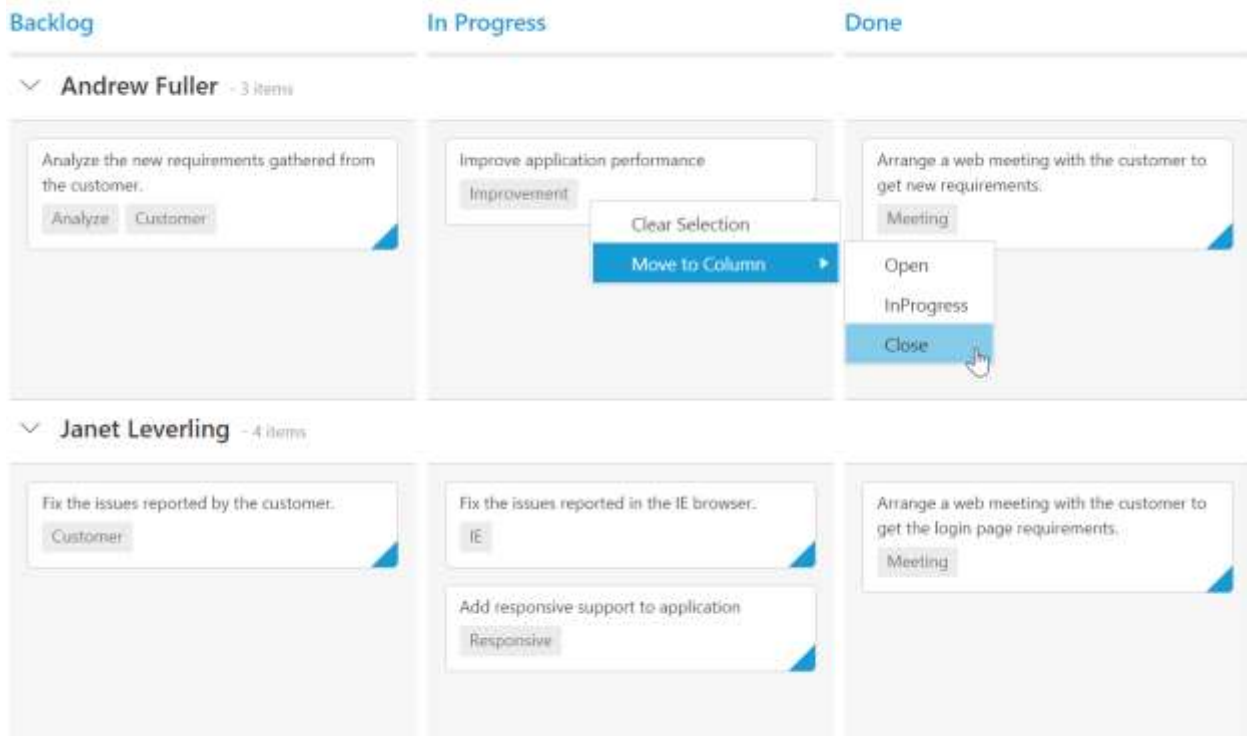 Backlog
In Progress
Done
Andrew Fuller - 3 items
Analyze the new requirements gathered from
the customer.
Analyze Customer
Improve application performance
Improvement
Arrange a web meeting with the customer to
get new requirements.
Meeting
Clear Selection
Move to Column
Open
InProgress
Close
Janet Leverling - 4 items
Fix the issues reported by the customer.
Customer
Fix the issues reported in the IE browser.
IE
Add responsive support to application
Responsive
Arrange a web meeting with the customer to
get the login page requirements.
Meeting